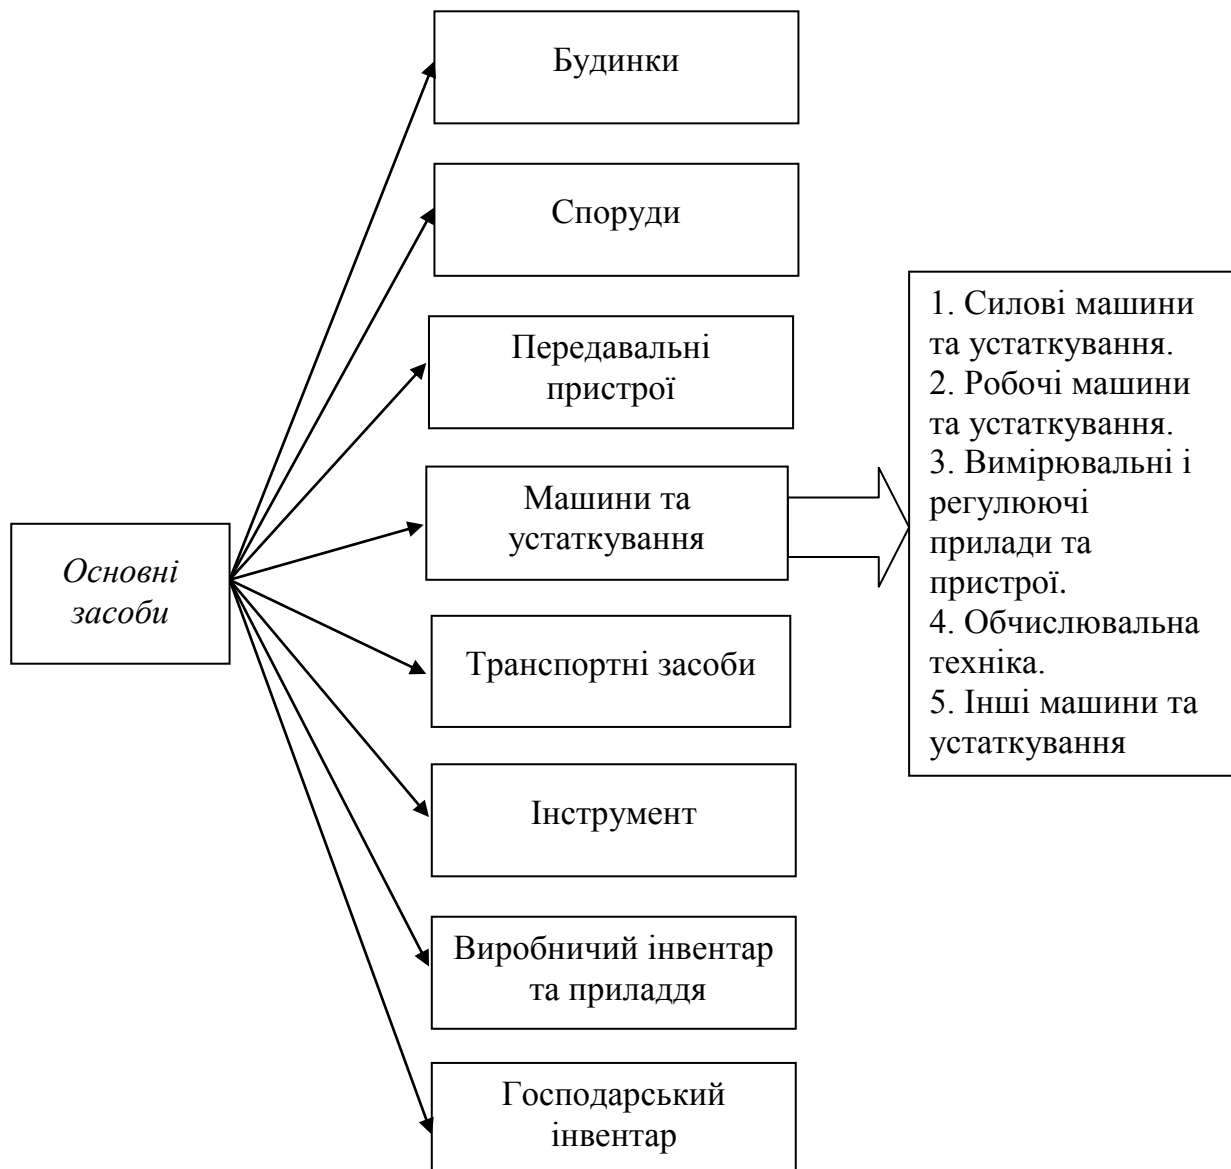 Основні
засоби
Будинки
Споруди
Передавальні
пристрої
Машини та
устаткування
Транспортні засоби
Інструмент
Виробничий інвентар
та приладдя
Господарський
інвентар
1. Силові машини
та устаткування.
2. Робочі машини
та устаткування.
3. Вимірювальні і
регулюючі
прилади та
пристрої.
4. Обчислювальна
техніка.
5. Інші машини та
устаткування